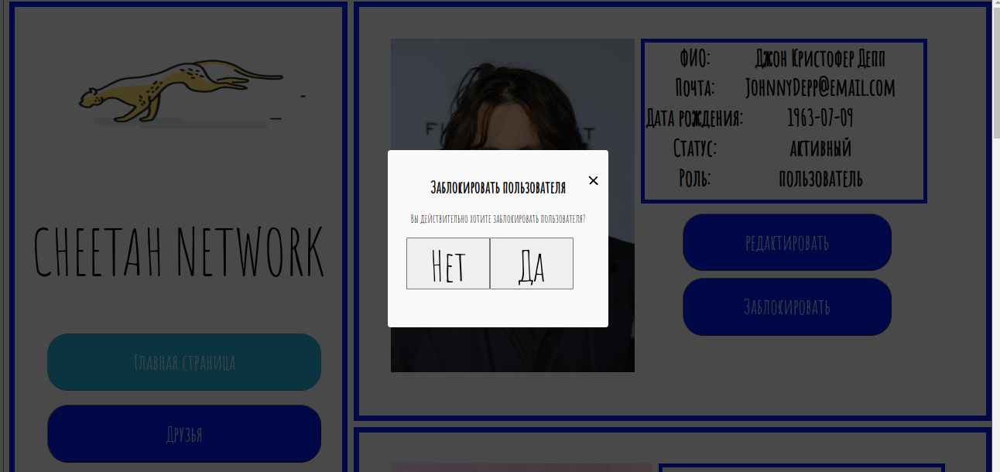 CHEETAH NETWORK
Главная страница
Друзья
ФИО: Джон Кристофер Депп
Почта: JohnnyDepp@email.com
Дата рождения: 1963-07-09
Статус: активный
Роль: пользователь
редактировать
Заблокировать
Заблокировать пользователя ×
Вы действительно хотите заблокировать пользователя?
Нет Да